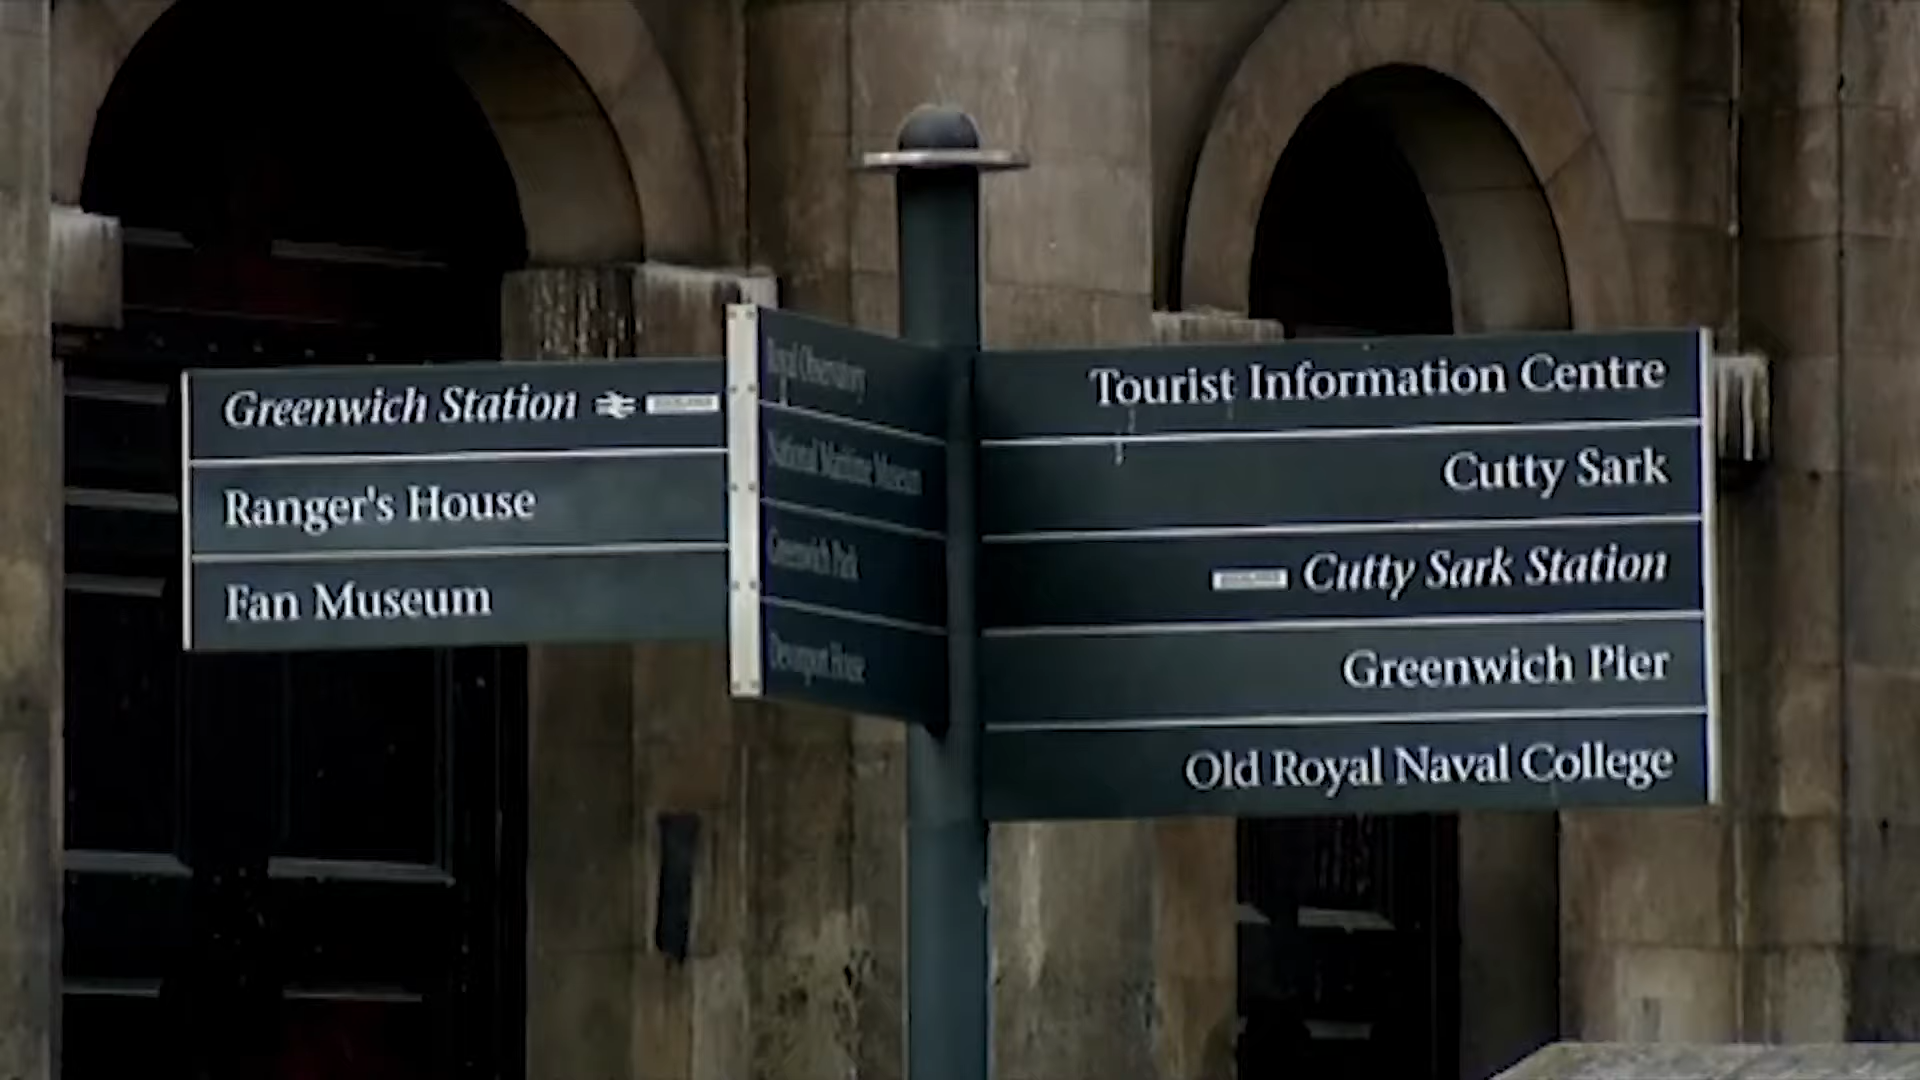 Greenwich Station
Ranger's House
Fan Museum
Royal Observatory
National Maritime Museum
Greenwich Park
Devonport House
Tourist Information Centre
Cutty Sark
Cutty Sark Station
Greenwich Pier
Old Royal Naval College